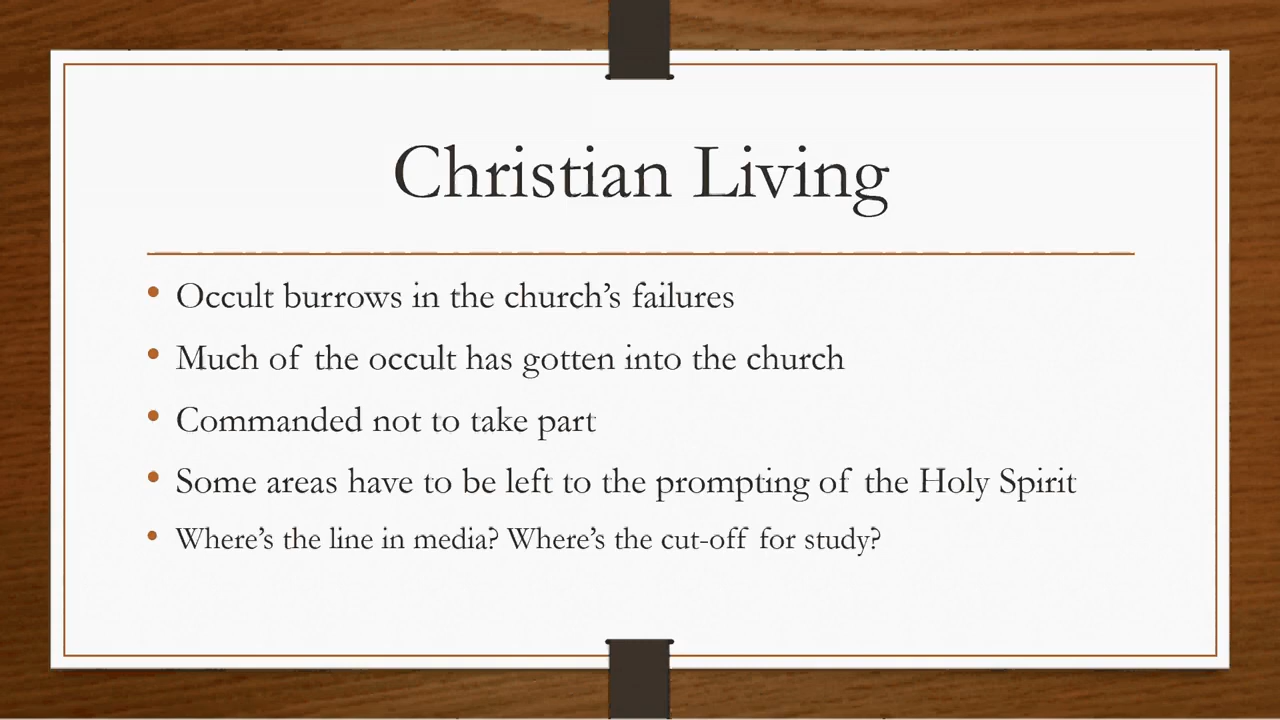 Christian Living
• Occult burrows in the church’s failures
• Much of the occult has gotten into the church
• Commanded not to take part
• Some areas have to be left to the prompting of the Holy Spirit
• Where’s the line in media? Where’s the cut-off for study?